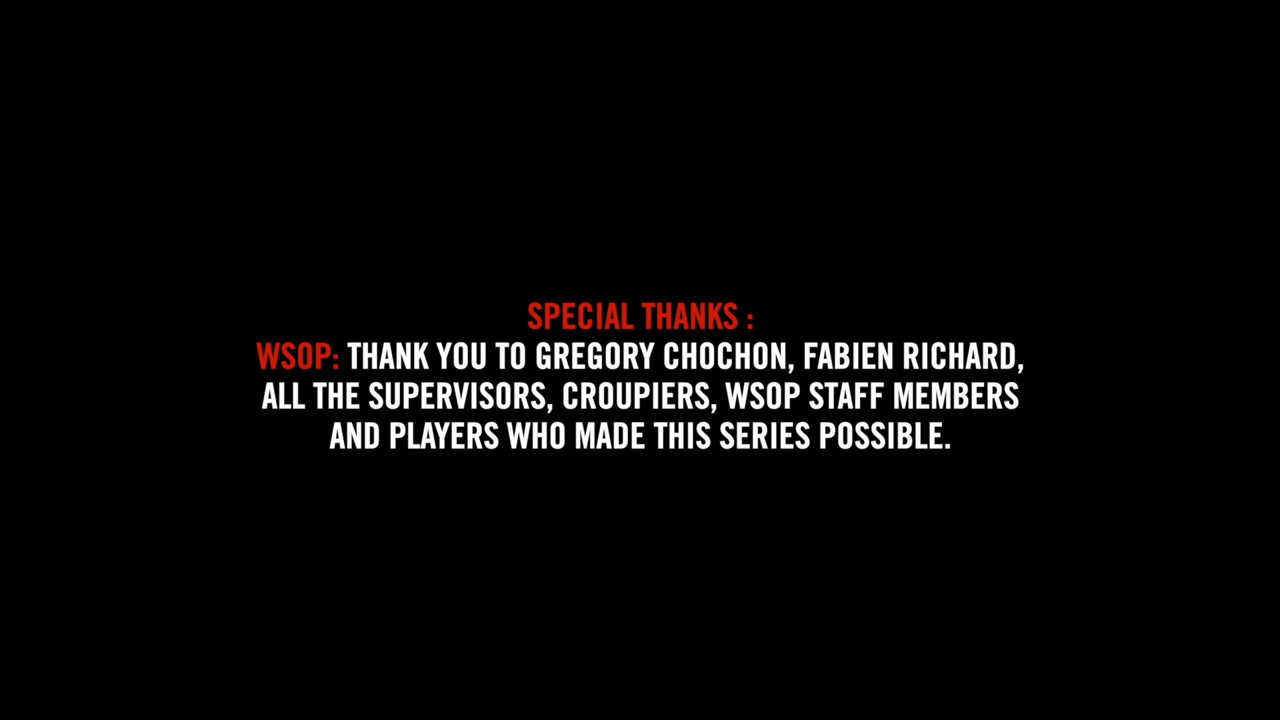 SPECIAL THANKS :
WSOP: THANK YOU TO GREGORY CHOCHON, FABIEN RICHARD,
ALL THE SUPERVISORS, CROUPIERS, WSOP STAFF MEMBERS
AND PLAYERS WHO MADE THIS SERIES POSSIBLE.